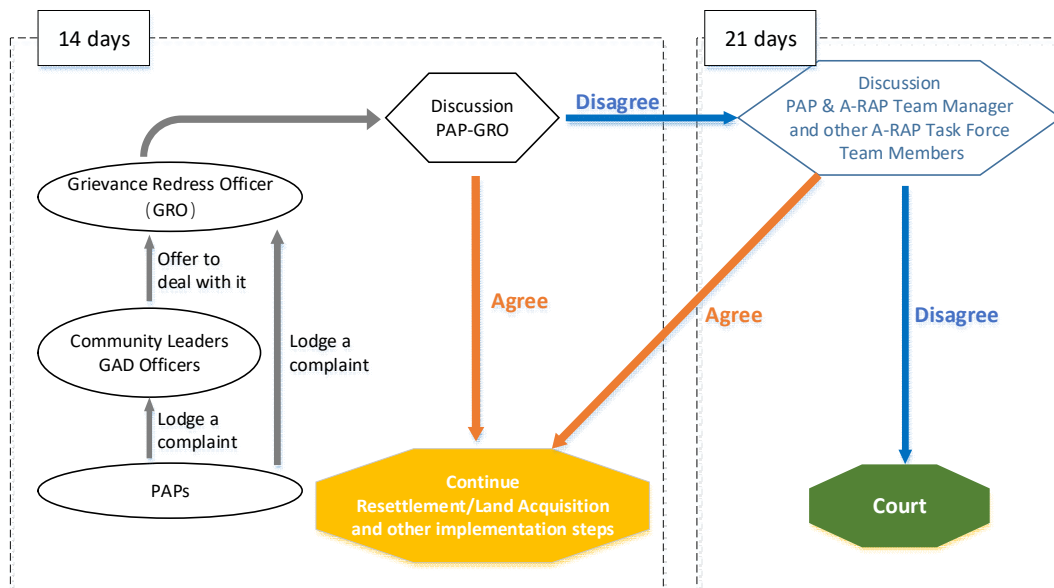 14 days
21 days
Discussion
PAP-GRO
Disagree
Discussion
PAP & A-RAP Team Manager
and other A-RAP Task Force
Team Members
Grievance Redress Officer
(GRO)
Offer to
deal with it
Agree
Agree
Disagree
Community Leaders
GAD Officers
Lodge a
complaint
Lodge a
complaint
PAPs
Continue
Resettlement/Land Acquisition
and other implementation steps
Court